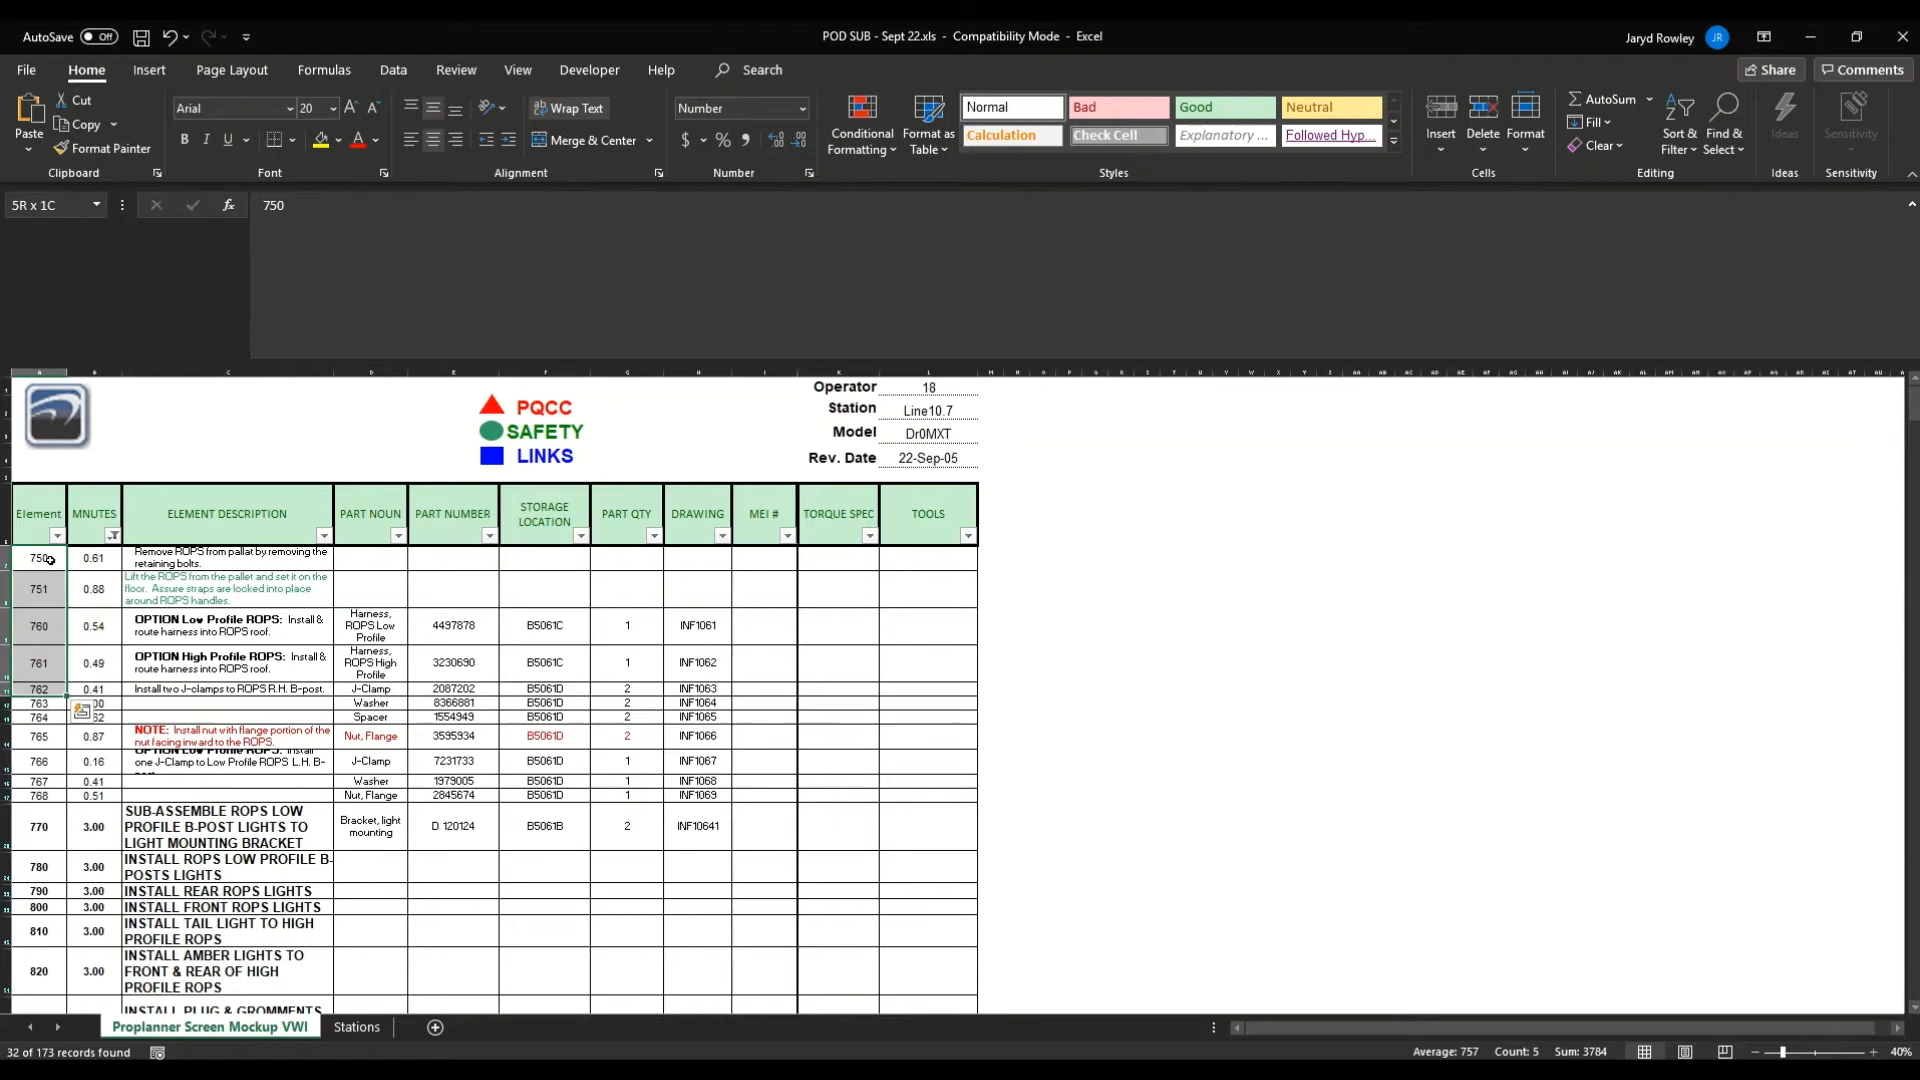 AutoSave Off
POD SUB - Sept 22.xls - Compatibility Mode - Excel
Jaryd Rowley JR
File Home Insert Page Layout Formulas Data Review View Developer Help Search
Share Comments
Paste Cut Copy Format Painter
Arial 20
B I U
Wrap Text
Merge & Center
Number
$ % ,
Conditional Formatting
Format as Table
Normal Bad Good Neutral
Calculation Check Cell Explanatory ... Followed Hyp...
Insert Delete Format
AutoSum
Fill
Clear
Sort & Filter
Find & Select
Ideas Sensitivity
Clipboard Font Alignment Number Styles Cells Editing Ideas Sensitivity
5R x 1C fx 750
PQCC
SAFETY
LINKS
Operator 18
Station Line10.7
Model Dr0MXT
Rev. Date 22-Sep-05
Element MNUTES ELEMENT DESCRIPTION PART NOUN PART NUMBER STORAGE LOCATION PART QTY DRAWING MEI # TORQUE SPEC TOOLS
750 0.61 Remove ROPS from pallat by removing the
retaining bolts.
751 0.88 Lift the ROPS from the pallet and set it on the
floor. Assure straps are locked into place
around ROPS handles.
760 0.54 OPTION Low Profile ROPS: Install &
route harness into ROPS roof.
Harness, ROPS Low Profile 4497878 B5061C 1 INF1061
761 0.49 OPTION High Profile ROPS: Install &
route harness into ROPS roof.
Harness, ROPS High Profile 3230690 B5061C 1 INF1062
762 0.41 Install two J-clamps to ROPS R.H. B-post. J-Clamp 2087202 B5061D 2 INF1063
763 00 Washer 8366881 B5061D 2 INF1064
764 62 Spacer 1554949 B5061D 2 INF1065
765 0.87 NOTE: Install nut with flange portion of the
nut facing inward to the ROPS.
Nut, Flange 3595934 B5061D 2 INF1066
766 0.16 OPTION Low Profile ROPS: Install
one J-Clamp to Low Profile ROPS L.H. B-
J-Clamp 7231733 B5061D 1 INF1067
767 0.41 Washer 1979005 B5061D 1 INF1068
768 0.51 Nut, Flange 2845674 B5061D 1 INF1069
770 3.00 SUB-ASSEMBLE ROPS LOW
PROFILE B-POST LIGHTS TO
LIGHT MOUNTING BRACKET
Bracket, light mounting D 120124 B5061B 2 INF10641
780 3.00 INSTALL ROPS LOW PROFILE B-
POSTS LIGHTS
790 3.00 INSTALL REAR ROPS LIGHTS
800 3.00 INSTALL FRONT ROPS LIGHTS
810 3.00 INSTALL TAIL LIGHT TO HIGH
PROFILE ROPS
820 3.00 INSTALL AMBER LIGHTS TO
FRONT & REAR OF HIGH
PROFILE ROPS
INSTALL PLUG & GROMMENTS
Proplanner Screen Mockup VWI Stations
32 of 173 records found
Average: 757 Count: 5 Sum: 3784
40%